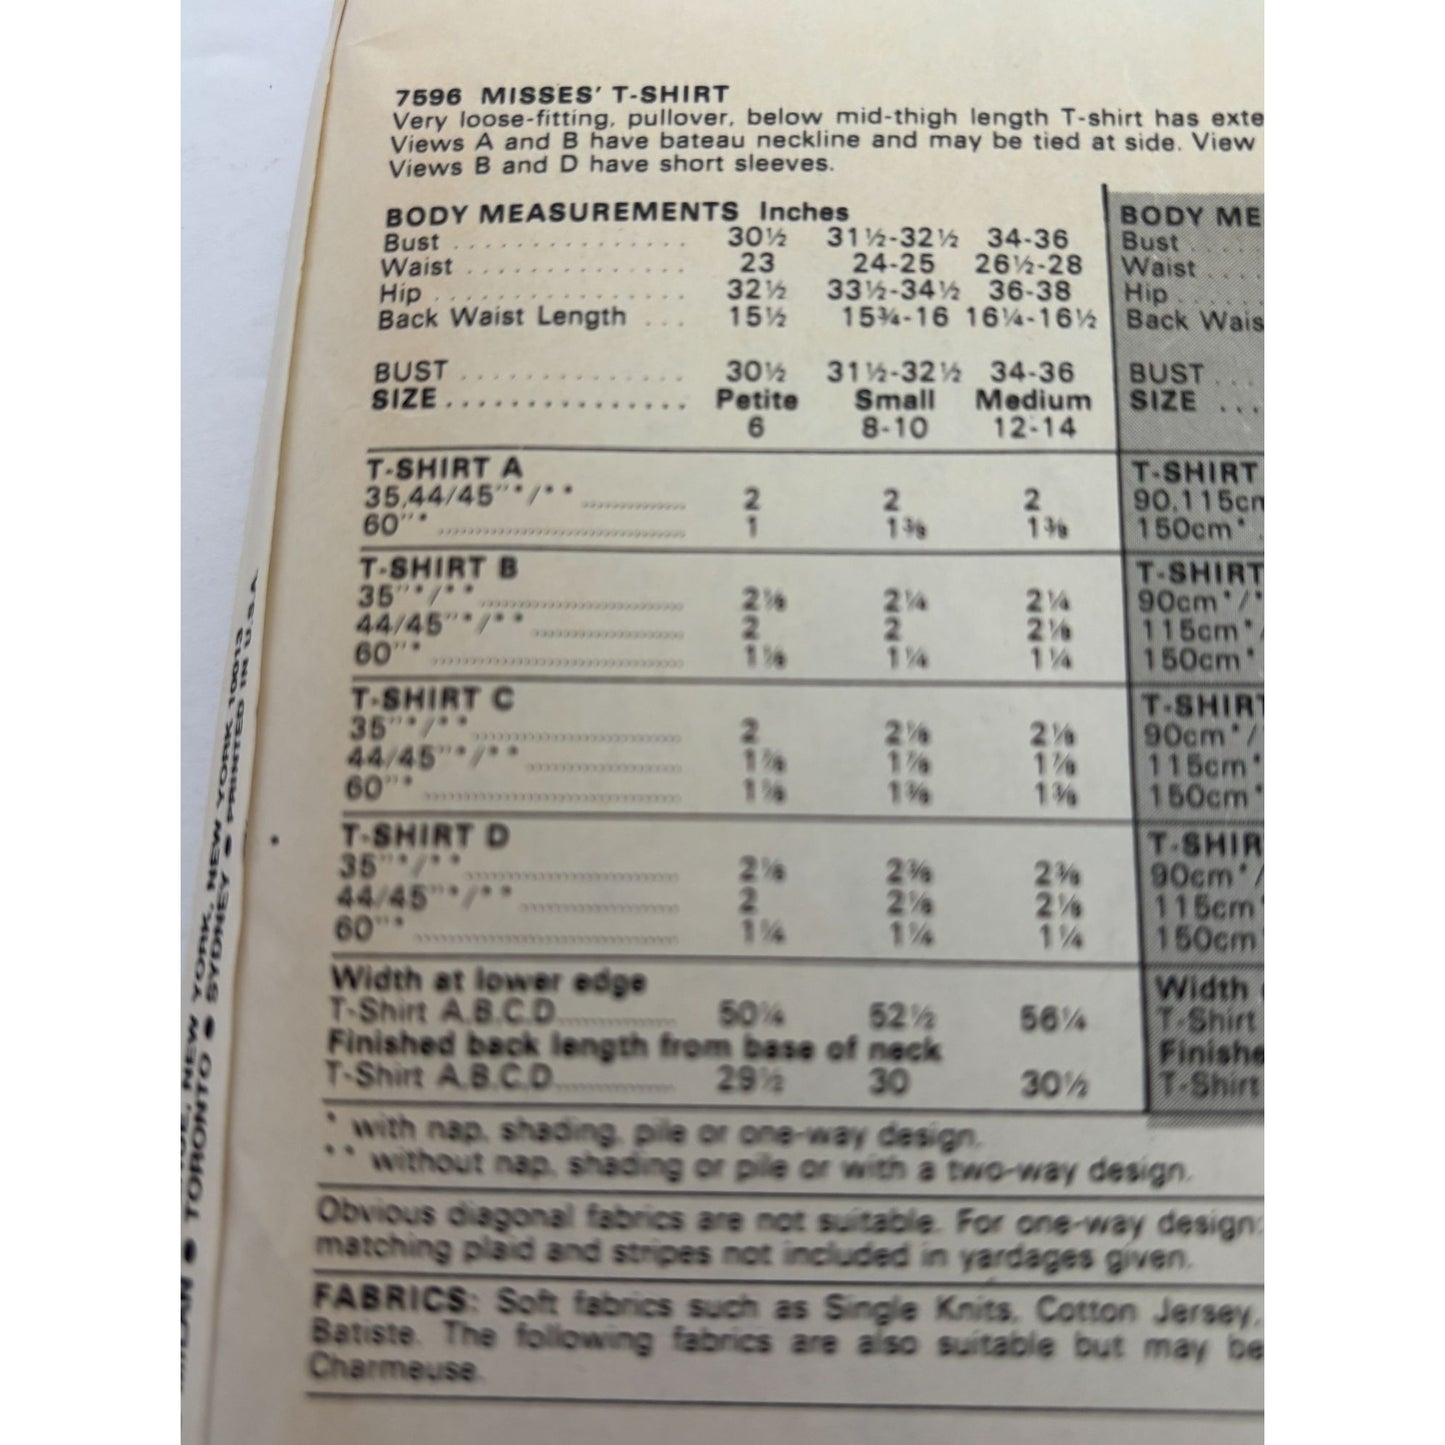 7596 MISSES' T-SHIRT
Very loose-fitting, pullover, below mid-thigh length T-shirt has exte
Views A and B have bateau neckline and may be tied at side. View
Views B and D have short sleeves.
BODY MEASUREMENTS Inches
Bust 30½ 31½-32½ 34-36
Waist 23 24-25 26½-28
Hip 32½ 33½-34½ 36-38
Back Waist Length 15½ 15¾-16 16¼-16½
BUST 30½ 31½-32½ 34-36
SIZE Petite Small Medium
6 8-10 12-14
T-SHIRT A
35,44/45"*/** 2 2 2
60"* 1 1⅜ 1⅜
T-SHIRT B
35"*/** 2⅛ 2¼ 2¼
44/45"*/** 2 2 2⅛
60"* 1¼ 1¼
T-SHIRT C
35"*/** 2 2⅛ 2⅛
44/45"*/** 1⅞ 1⅞ 1⅞
60"* 1⅜ 1⅜
T-SHIRT D
35"*/** 2⅛ 2⅜ 2⅜
44/45"*/** 2 2⅛ 2⅛
60"* 1¼ 1¼ 1¼
Width at lower edge
T-Shirt A,B,C,D 50¼ 52½ 56¼
Finished back length from base of neck
T-Shirt A,B,C,D 29½ 30 30½
* with nap, shading, pile or one-way design.
** without nap, shading or pile or with a two-way design.
Obvious diagonal fabrics are not suitable. For one-way design:
matching plaid and stripes not included in yardages given.
FABRICS: Soft fabrics such as Single Knits, Cotton Jersey,
Batiste. The following fabrics are also suitable but may be
Charmeuse.
BODY ME
Bust
Waist
Hip
Back Wais
BUST
SIZE
T-SHIRT
90,115cm
150cm*
T-SHIRT
90cm*/*
115cm*/
150cm*
T-SHIRT
90cm*/
115cm*
150cm*
T-SHIR
90cm*/
115cm
150cm
Width
T-Shirt
Finishe
T-Shirt
NEW YORK, NEW YORK 10013
MILAN • TORONTO • SYDNEY • PRINTED IN U.S.A.